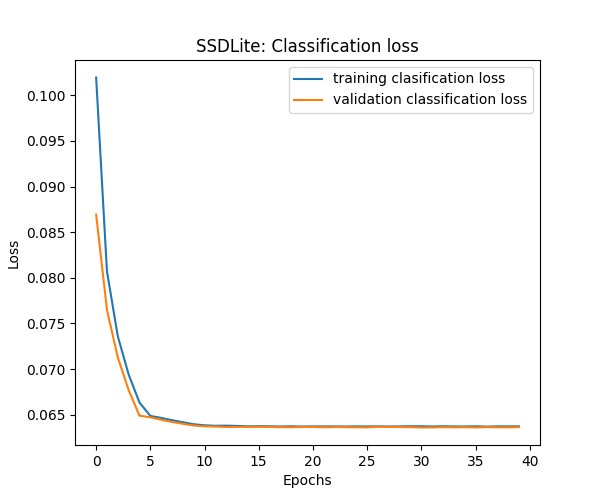 SSDLite: Classification loss
training clasification loss
validation classification loss
0.100
0.095
0.090
0.085
0.080
0.075
0.070
0.065
Loss
0 5 10 15 20 25 30 35 40
Epochs